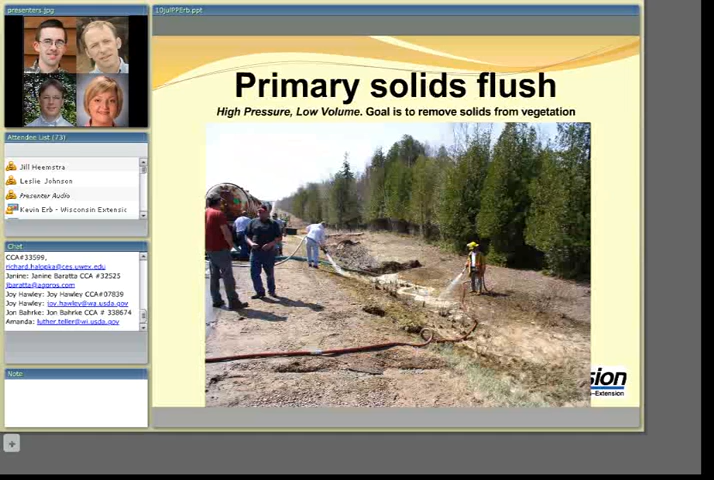 presenters.jpg
Attendee List (73)
Jill Heemstra
Leslie Johnson
Presenter Audio
Kevin Erb - Wisconsin Extensic
Chat
CCA#33599,
richard.halopka@ces.uwex.edu
Janine: Janine Baratta CCA #32525
jbaratta@appros.com
Joy Hawley: Joy Hawley CCA#07839
Joy Hawley: joy.hawley@wa.usda.gov
Jon Bahrke: Jon Bahrke CCA # 338674
Amanda: luther.teller@wi.usda.gov
Note
Primary solids flush
High Pressure, Low Volume. Goal is to remove solids from vegetation
sion
-Extension